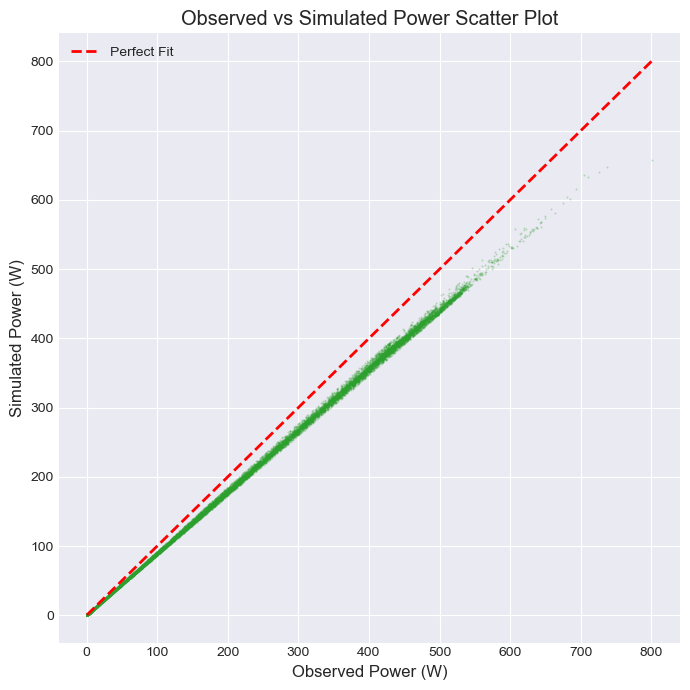 Observed vs Simulated Power Scatter Plot
Perfect Fit
800
700
600
500
400
300
200
100
0
Simulated Power (W)
0 100 200 300 400 500 600 700 800
Observed Power (W)